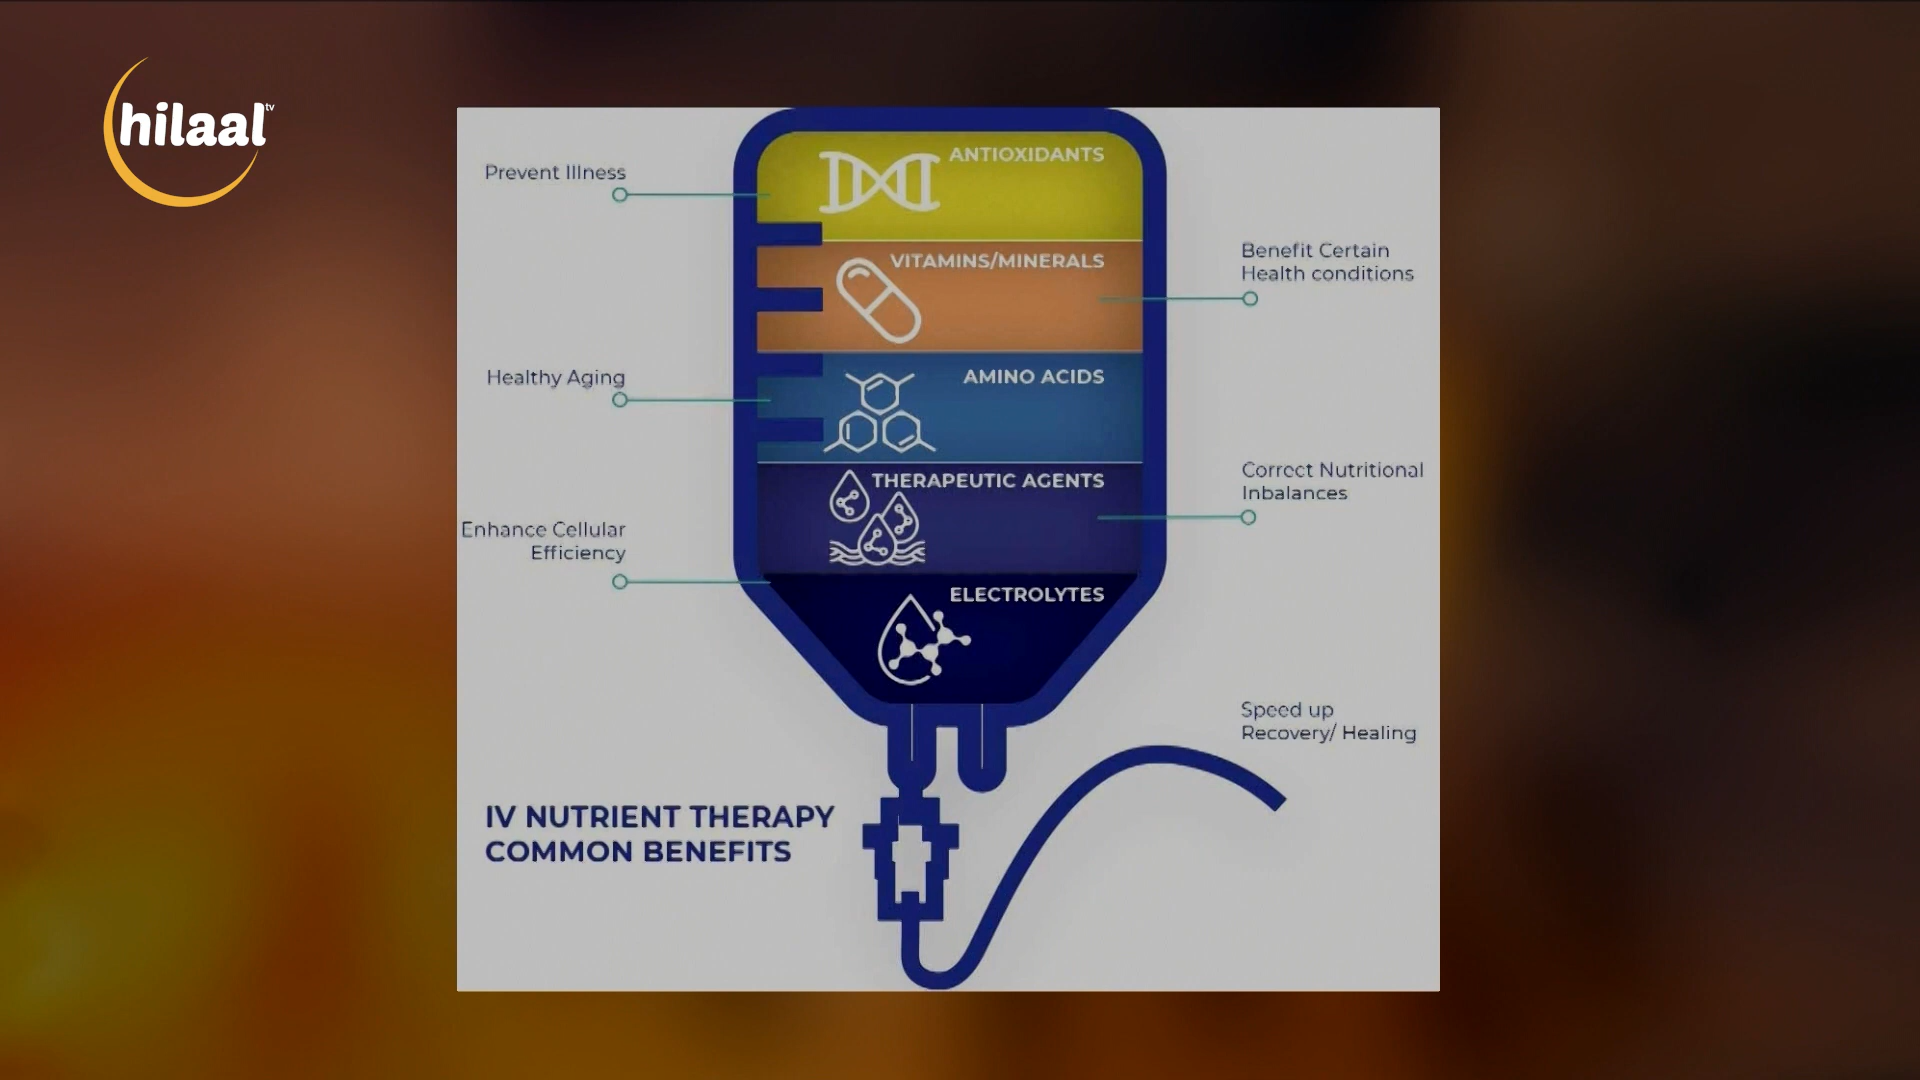 hilaal tv
Prevent Illness
ANTIOXIDANTS
VITAMINS/MINERALS
Benefit Certain
Health conditions
Healthy Aging
AMINO ACIDS
THERAPEUTIC AGENTS
Correct Nutritional
Inbalances
Enhance Cellular
Efficiency
ELECTROLYTES
Speed up
Recovery/ Healing
IV NUTRIENT THERAPY
COMMON BENEFITS